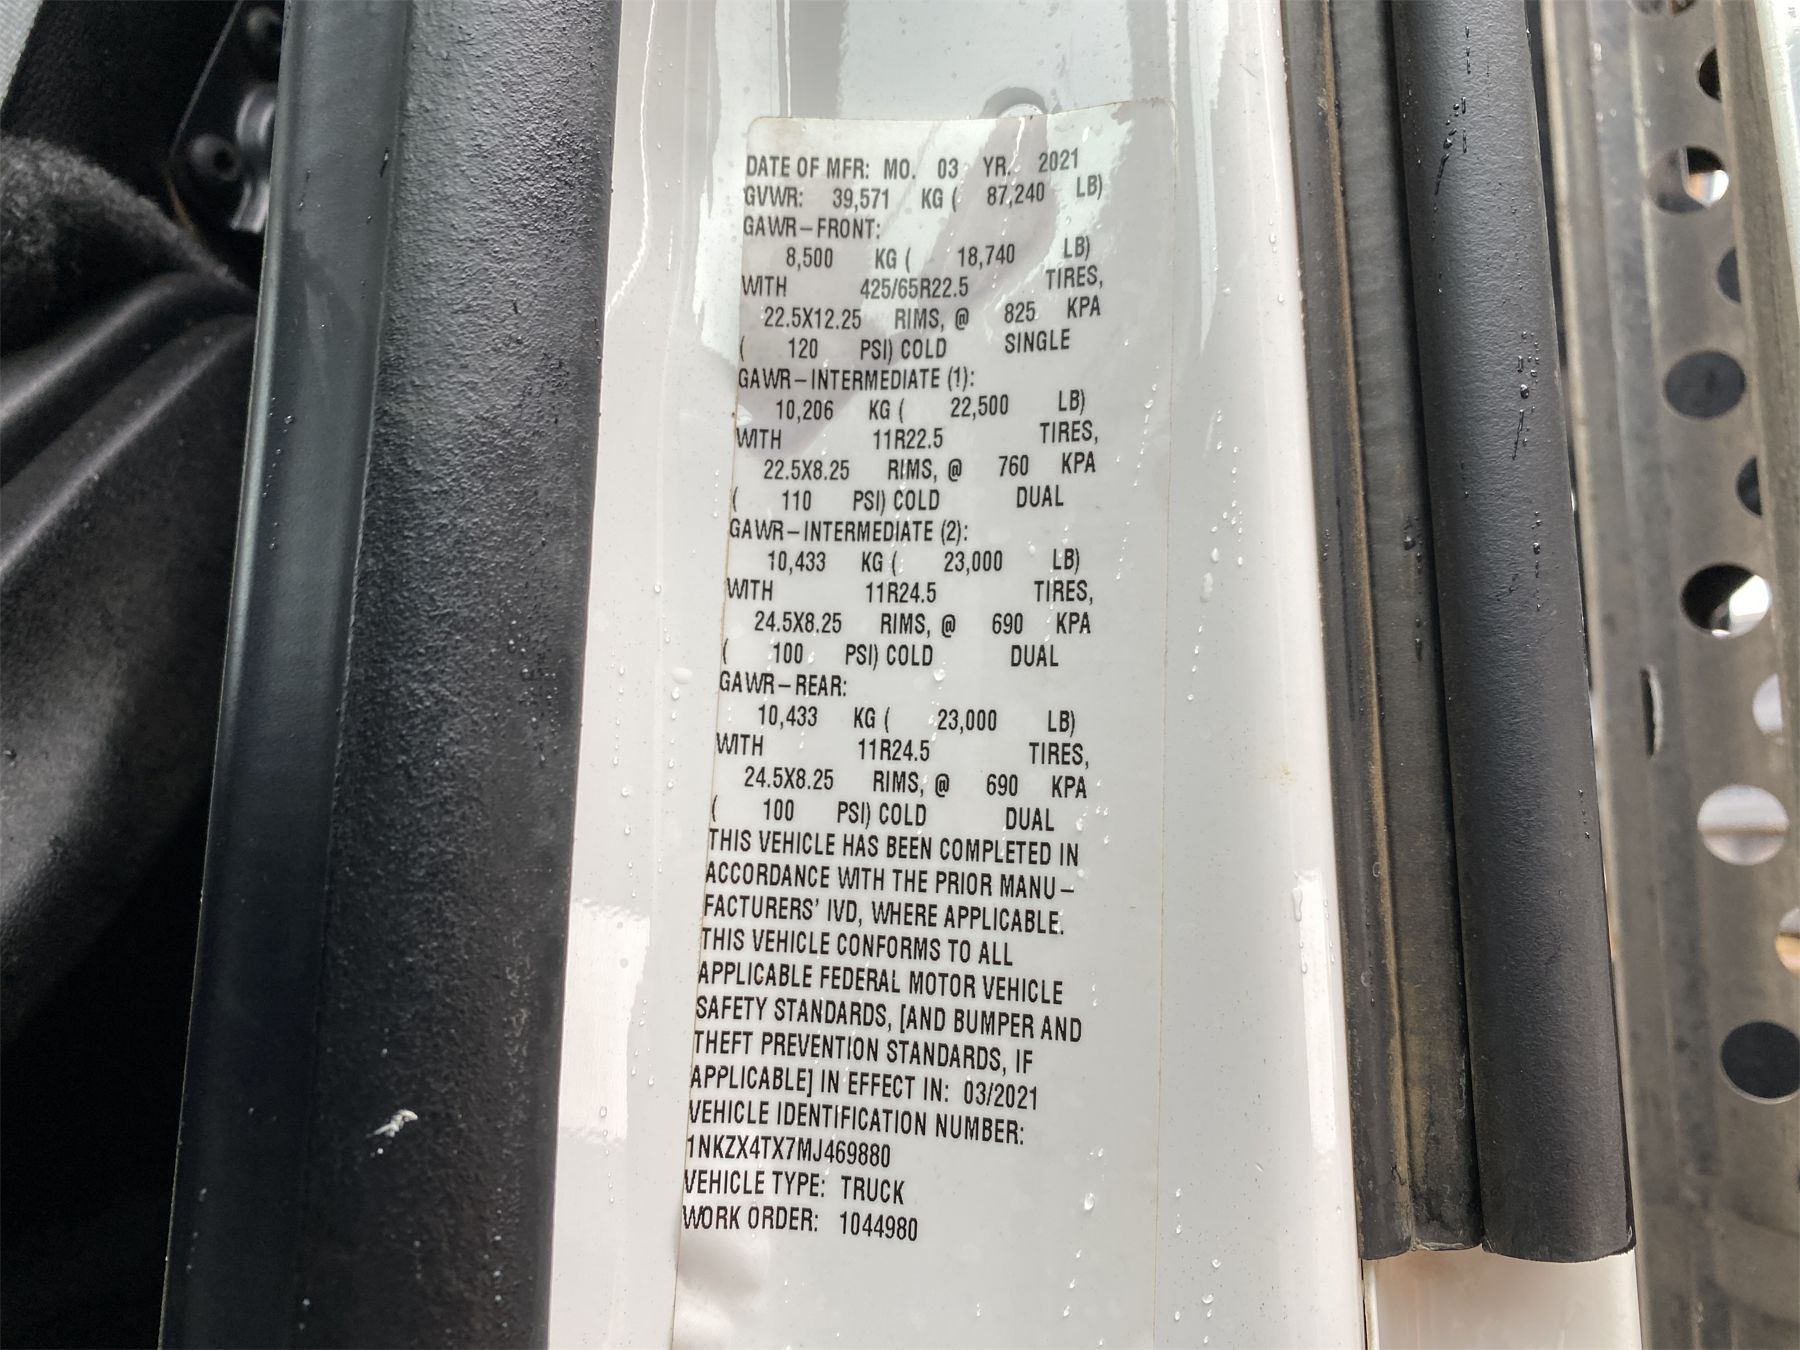 DATE OF MFR: MO. 03 YR. 2021
GVWR: 39,571 KG ( 87,240 LB)
GAWR-FRONT:
8,500 KG ( 18,740 LB)
WITH 425/65R22.5 TIRES,
22.5X12.25 RIMS, @ 825 KPA
( 120 PSI) COLD SINGLE
GAWR-INTERMEDIATE (1):
10,206 KG ( 22,500 LB)
WITH 11R22.5 TIRES,
22.5X8.25 RIMS, @ 760 KPA
( 110 PSI) COLD DUAL
GAWR-INTERMEDIATE (2):
10,433 KG ( 23,000 LB)
WITH 11R24.5 TIRES,
24.5X8.25 RIMS, @ 690 KPA
( 100 PSI) COLD DUAL
GAWR-REAR:
10,433 KG ( 23,000 LB)
WITH 11R24.5 TIRES,
24.5X8.25 RIMS, @ 690 KPA
( 100 PSI) COLD DUAL
THIS VEHICLE HAS BEEN COMPLETED IN
ACCORDANCE WITH THE PRIOR MANU-
FACTURERS' IVD, WHERE APPLICABLE.
THIS VEHICLE CONFORMS TO ALL
APPLICABLE FEDERAL MOTOR VEHICLE
SAFETY STANDARDS, [AND BUMPER AND
THEFT PREVENTION STANDARDS, IF
APPLICABLE] IN EFFECT IN: 03/2021
VEHICLE IDENTIFICATION NUMBER:
1NKZX4TX7MJ469880
VEHICLE TYPE: TRUCK
WORK ORDER: 1044980